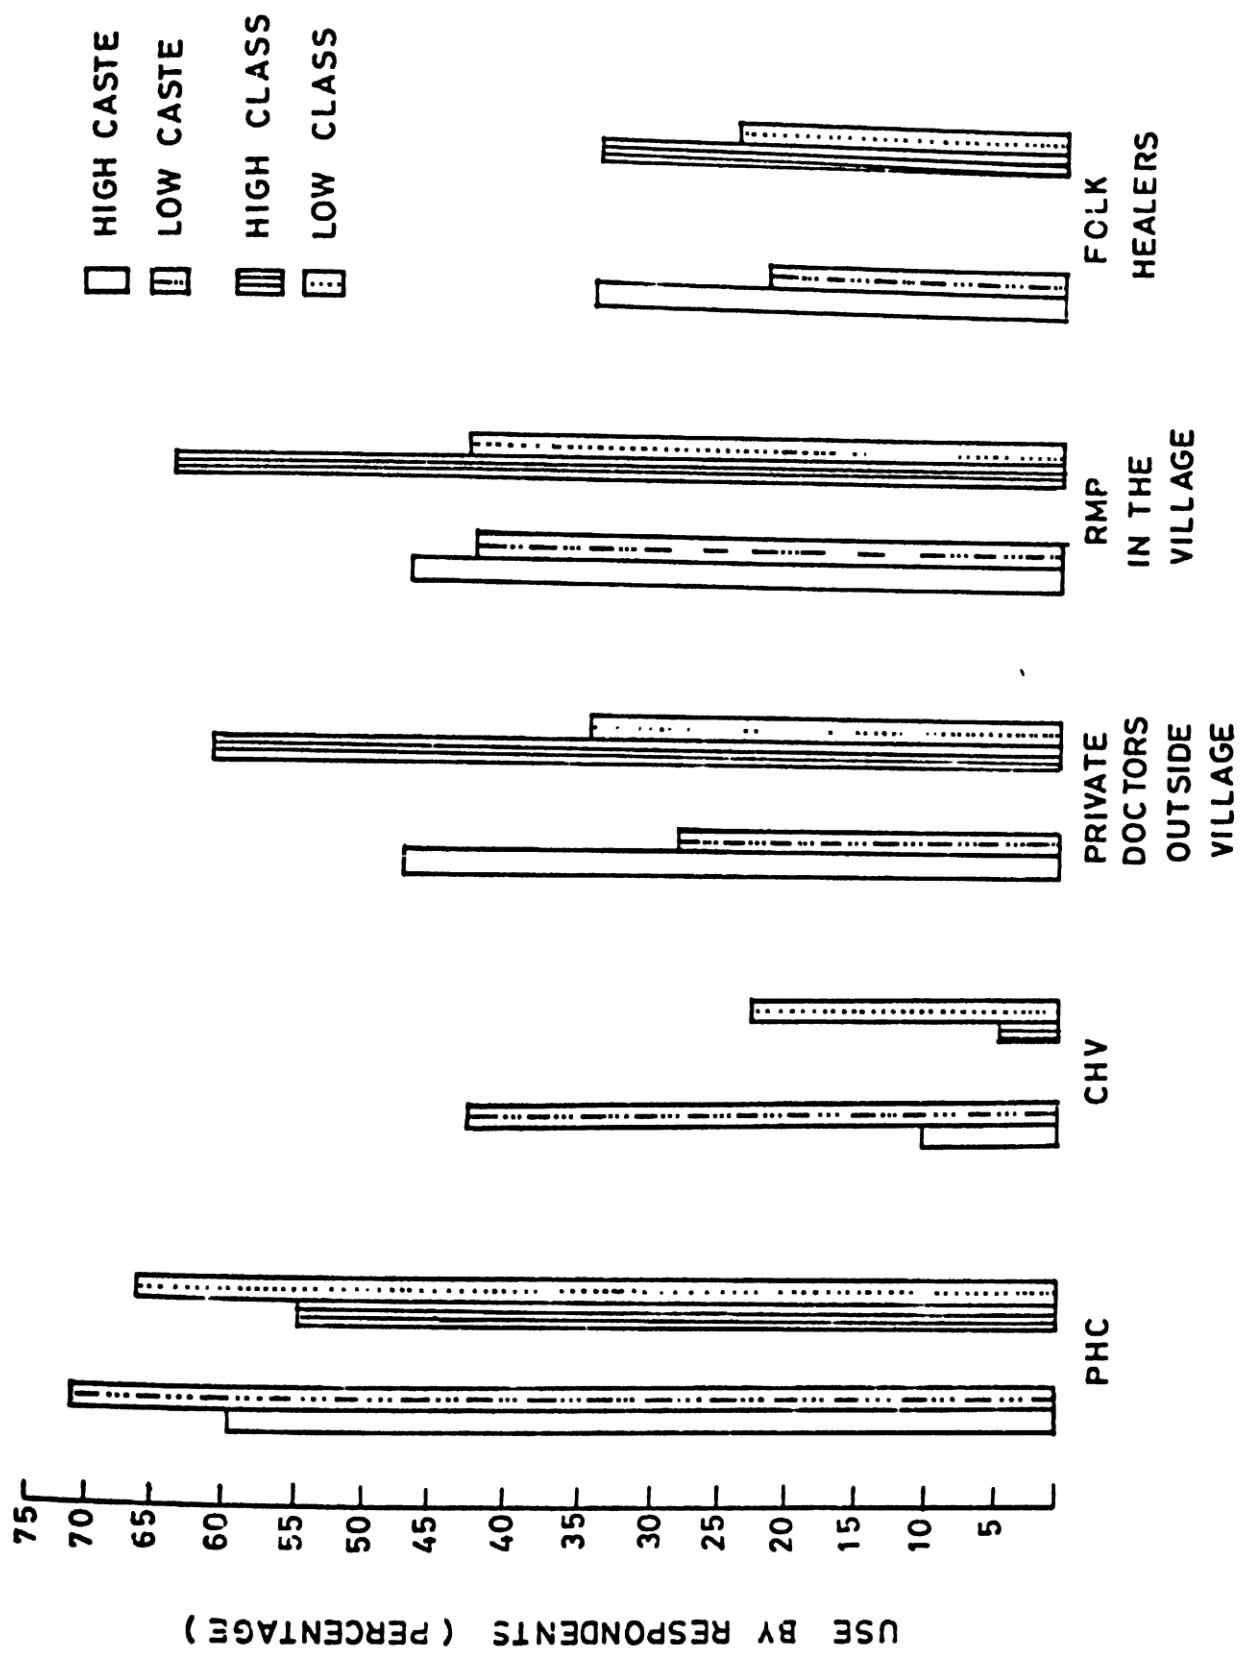 HIGH CASTE
LOW CASTE
HIGH CLASS
LOW CLASS
75
70
65
60
55
50
45
40
35
30
25
20
15
10
5
USE BY RESPONDENTS (PERCENTAGE)
PHC
CHV
PRIVATE
DOCTORS
OUTSIDE
VILLAGE
RMP
IN THE
VILLAGE
FOLK
HEALERS